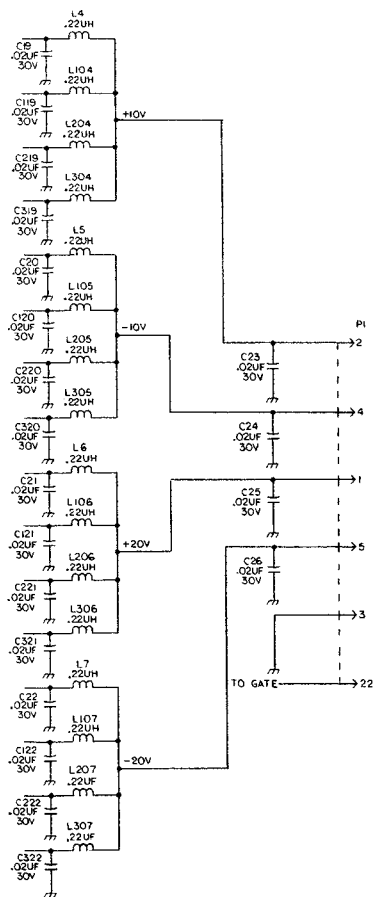 L4
.22UH
C19
.02UF
30V
L104
.22UH
C119
.02UF
30V
+10V
L204
.22UH
C219
.02UF
30V
L304
.22UH
C319
.02UF
30V
L5
.22UH
C20
.02UF
30V
L105
.22UH
C120
.02UF
30V
-10V
L205
.22UH
C220
.02UF
30V
L305
.22UH
C320
.02UF
30V
L6
.22UH
C21
.02UF
30V
L106
.22UH
C121
.02UF
30V
+20V
L206
.22UH
C221
.02UF
30V
L306
.22UH
C321
.02UF
30V
L7
.22UH
C22
.02UF
30V
L107
.22UH
C122
.02UF
30V
-20V
L207
.22UF
C222
.02UF
30V
L307
.22UF
C322
.02UF
30V
P1
2
C23
.02UF
30V
4
C24
.02UF
30V
1
C25
.02UF
30V
5
C26
.02UF
30V
3
TO GATE
22